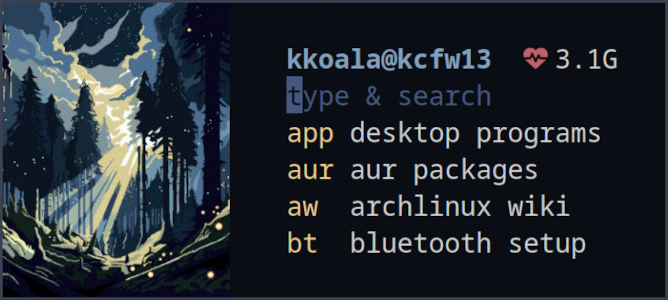 kkoala@kcfw13 3.1G
type & search
app desktop programs
aur aur packages
aw archlinux wiki
bt bluetooth setup